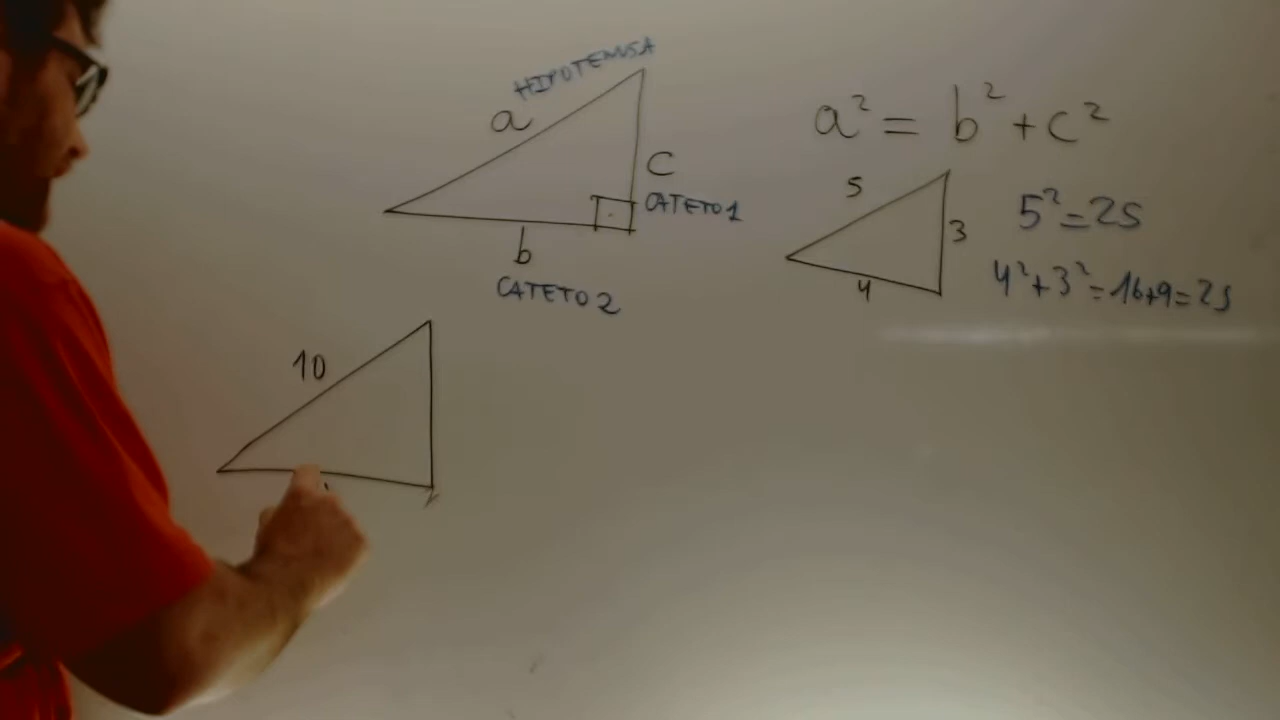 HIPOTENUSA
a
c
CATETO 1
b
CATETO 2
a² = b² + c²
5
3
4
5² = 25
4² + 3² = 16+9 = 25
10